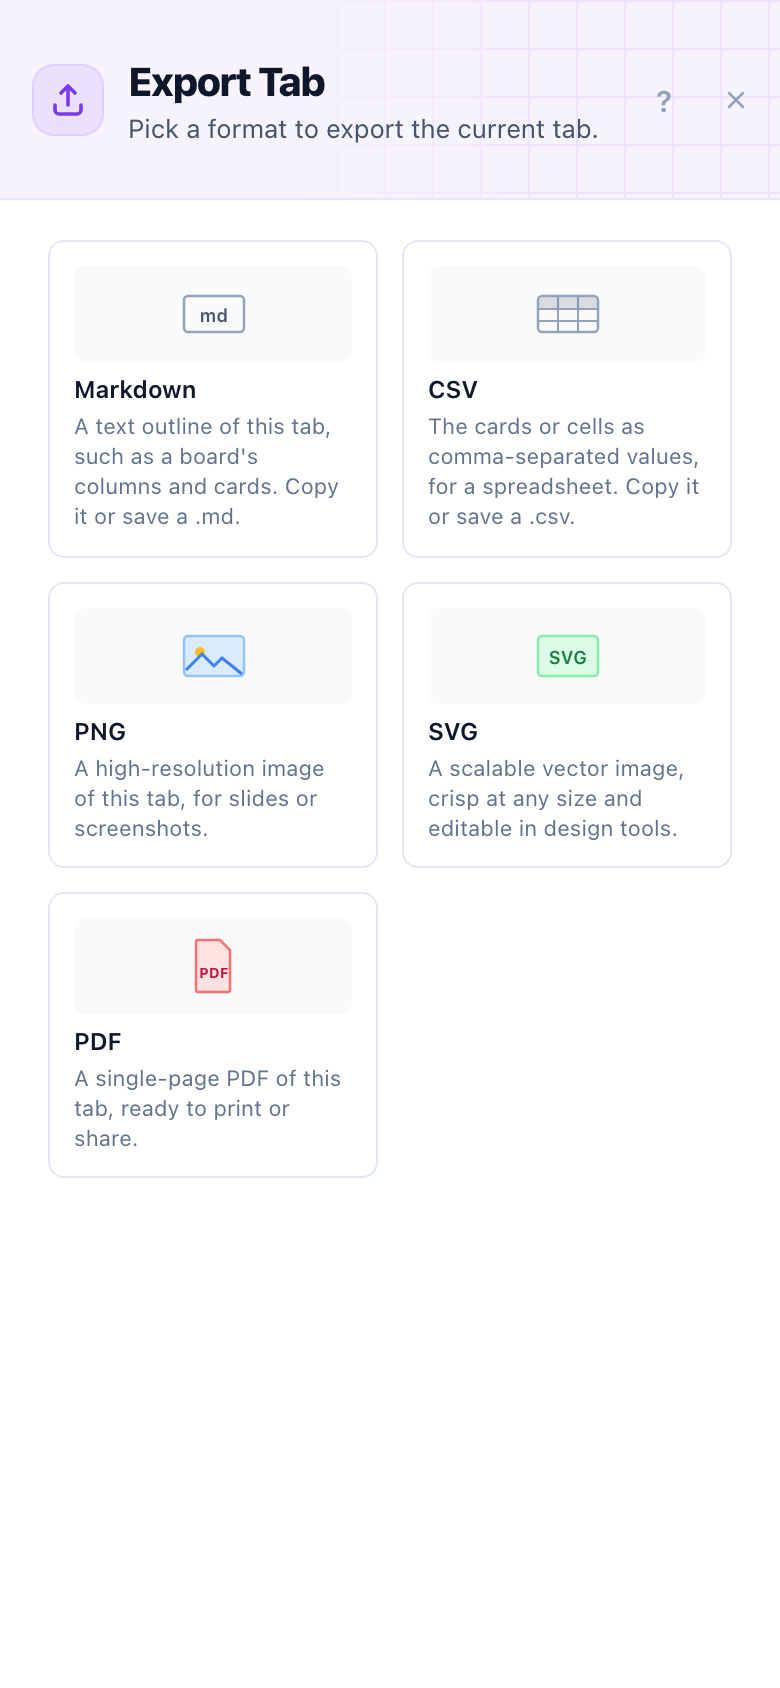 Export Tab
Pick a format to export the current tab.
?
md
Markdown
A text outline of this tab,
such as a board's
columns and cards. Copy
it or save a .md.
CSV
The cards or cells as
comma-separated values,
for a spreadsheet. Copy it
or save a .csv.
PNG
A high-resolution image
of this tab, for slides or
screenshots.
SVG
SVG
A scalable vector image,
crisp at any size and
editable in design tools.
PDF
PDF
A single-page PDF of this
tab, ready to print or
share.